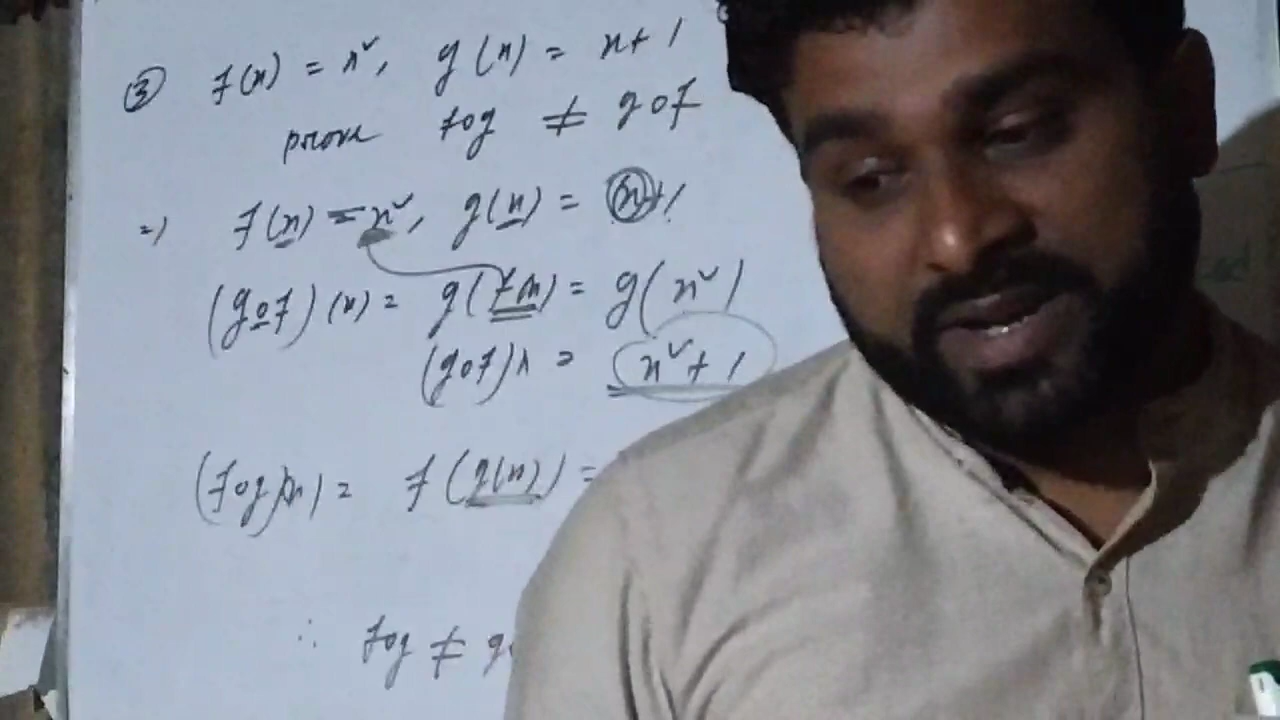 ③ f(x) = x², g(x) = x+1
prove fog ≠ gof
=) f(x) = x², g(x) = x+1
(gof)(x) = g(f(x)) = g(x²)
(gof)x = x²+1
(fog)(x) = f(g(x)) =
∴ fog ≠ g